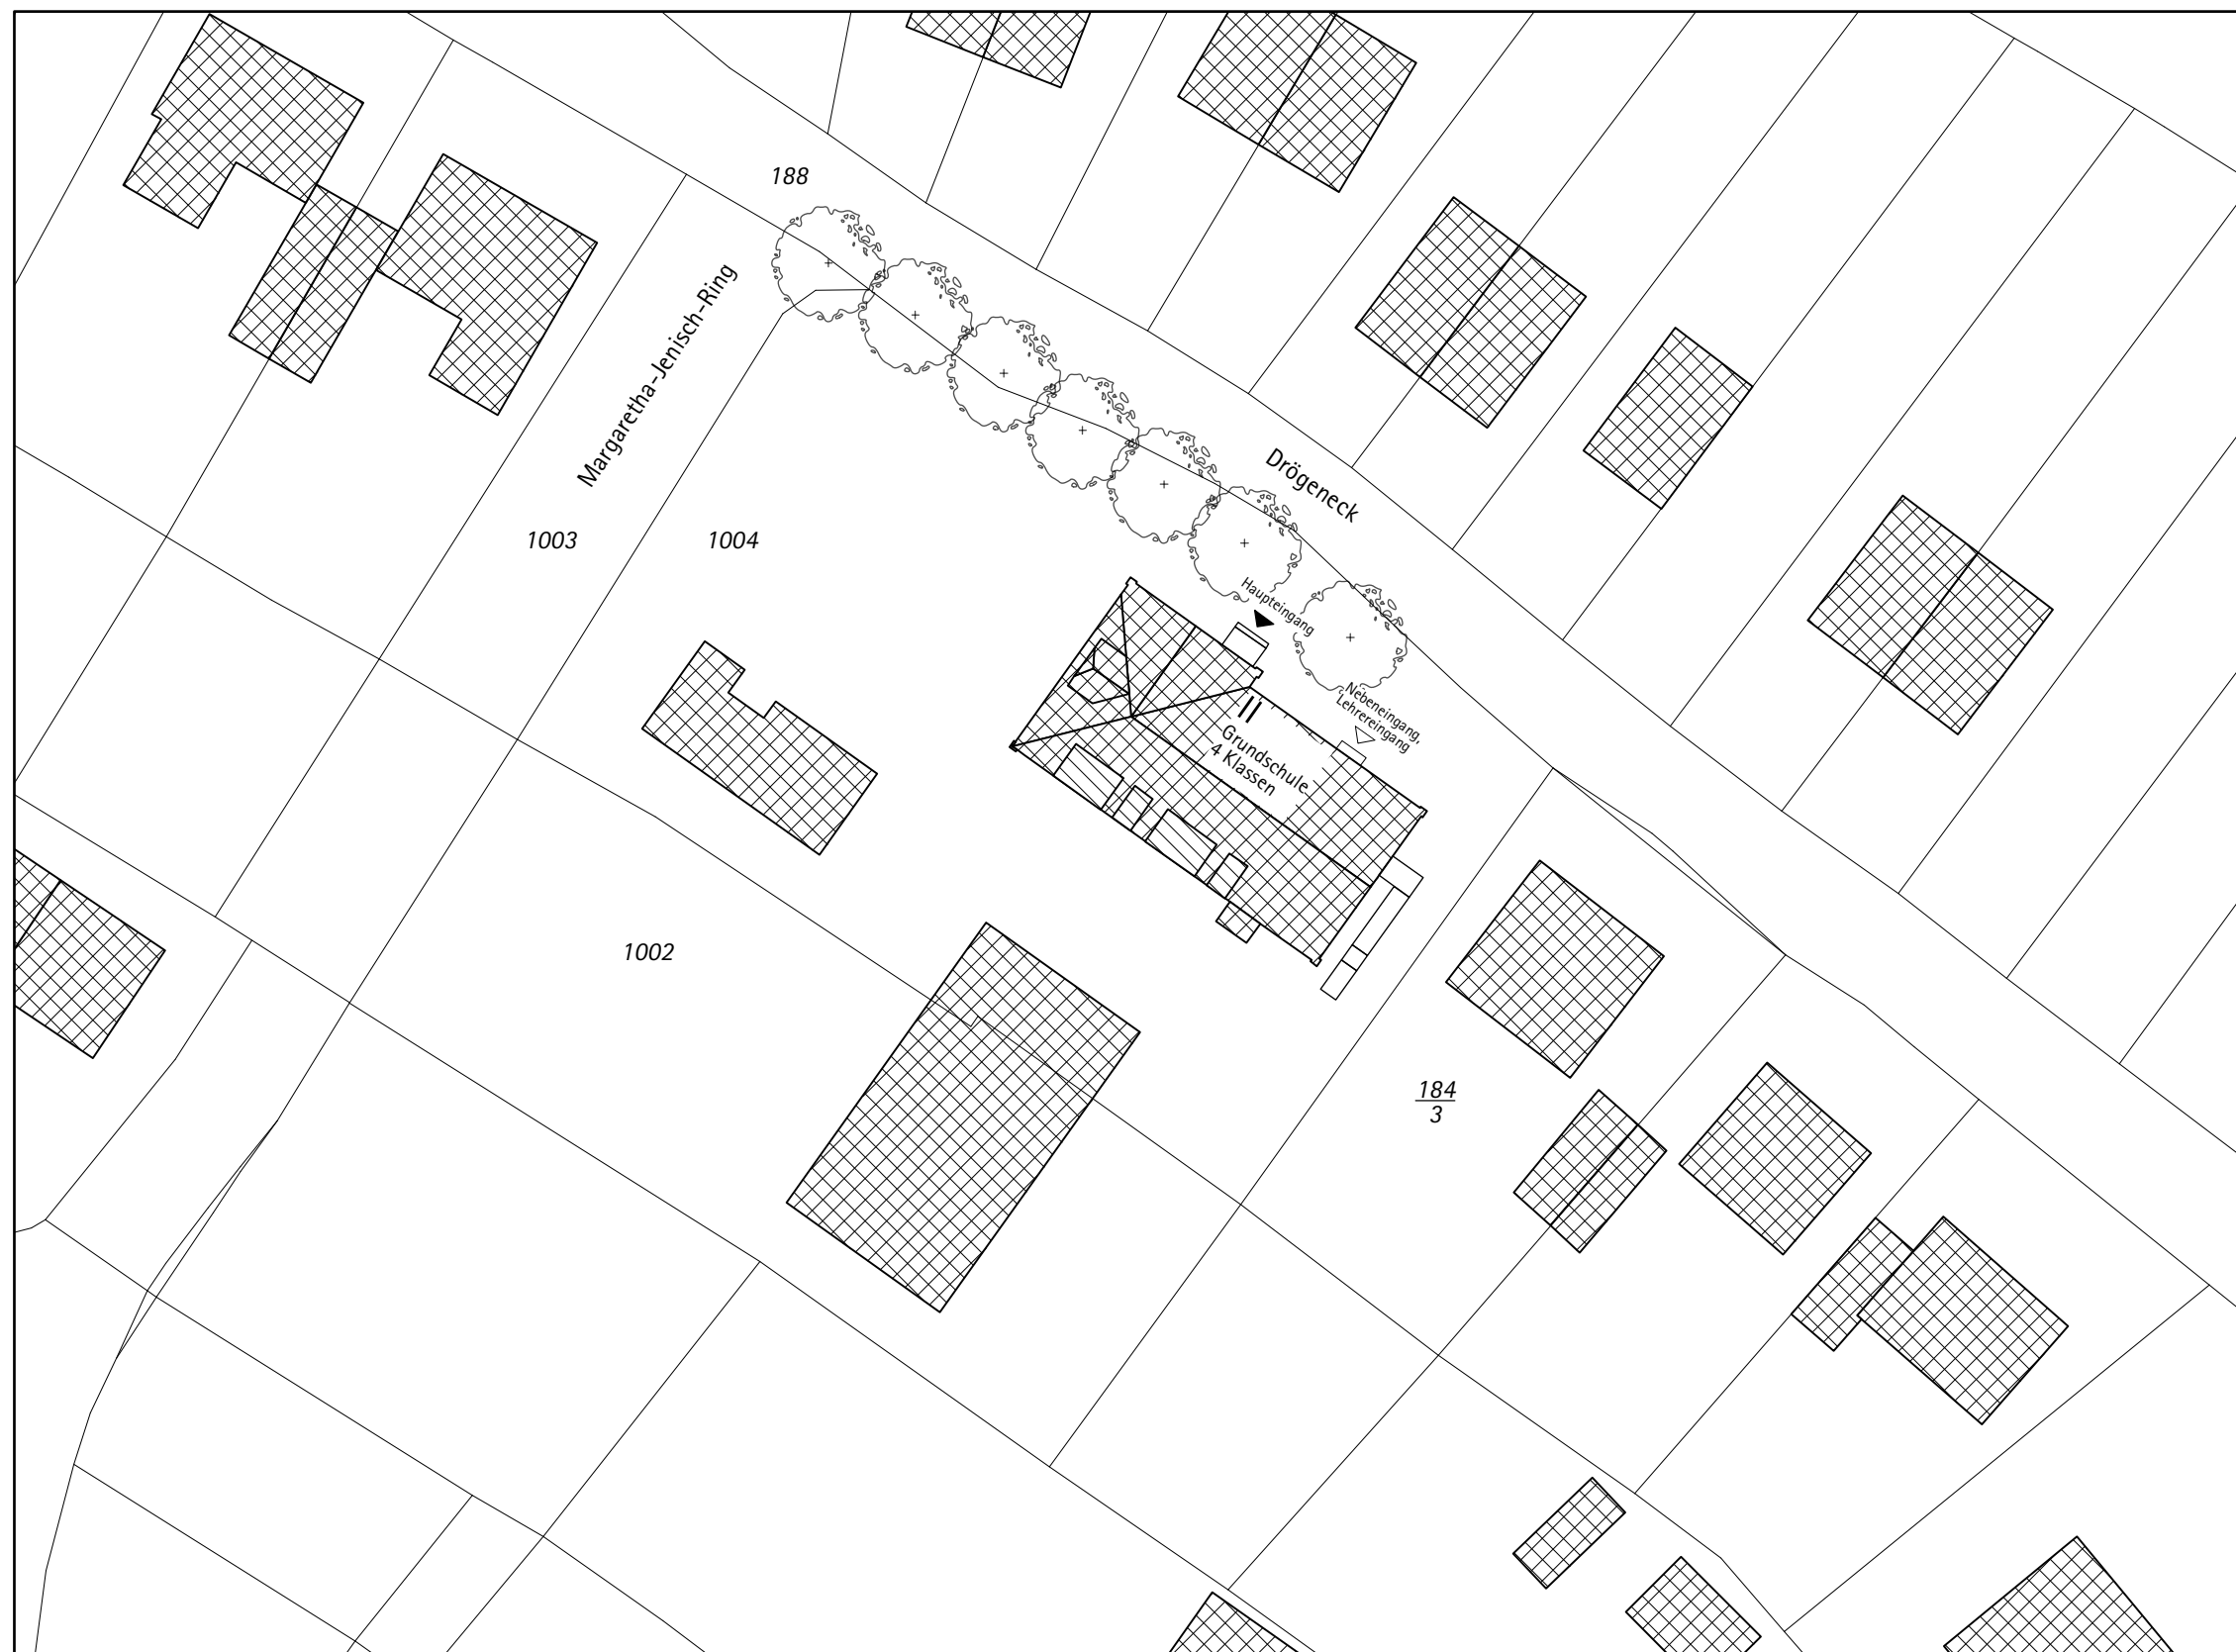 188
Margaretha-Jenisch-Ring
Drögeneck
1003
1004
Haupteingang
Nebeneingang,
Lehrereingang
II
Grundschule
4 Klassen
1002
184
3